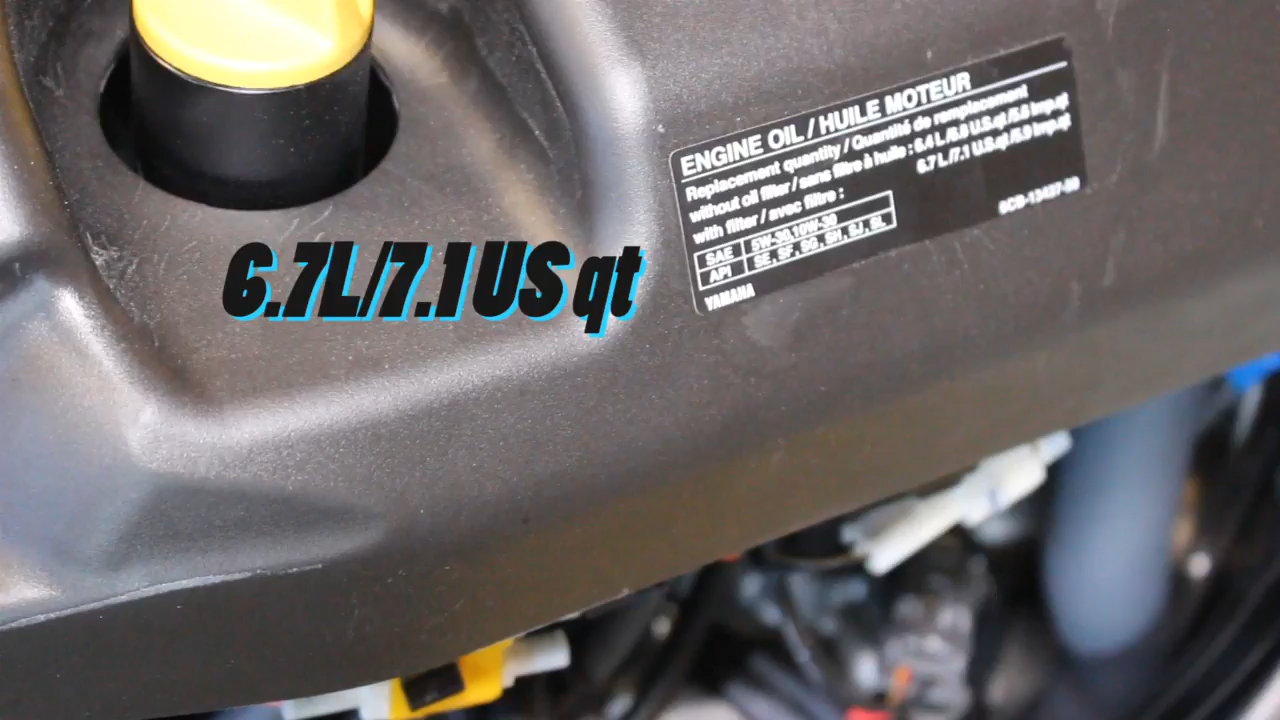 ENGINE OIL / HUILE MOTEUR
Replacement quantity / Quantité de remplacement
without oil filter / sans filtre à huile : 6.4 L /6.8 U.S.qt /5.6 Imp.qt
with filter / avec filtre : 6.7 L /7.1 U.S.qt /5.9 Imp.qt
SAE 5W-30,10W-30
API SE, SF, SG, SH, SJ, SL
YAMAHA
6.7L/7.1 US qt